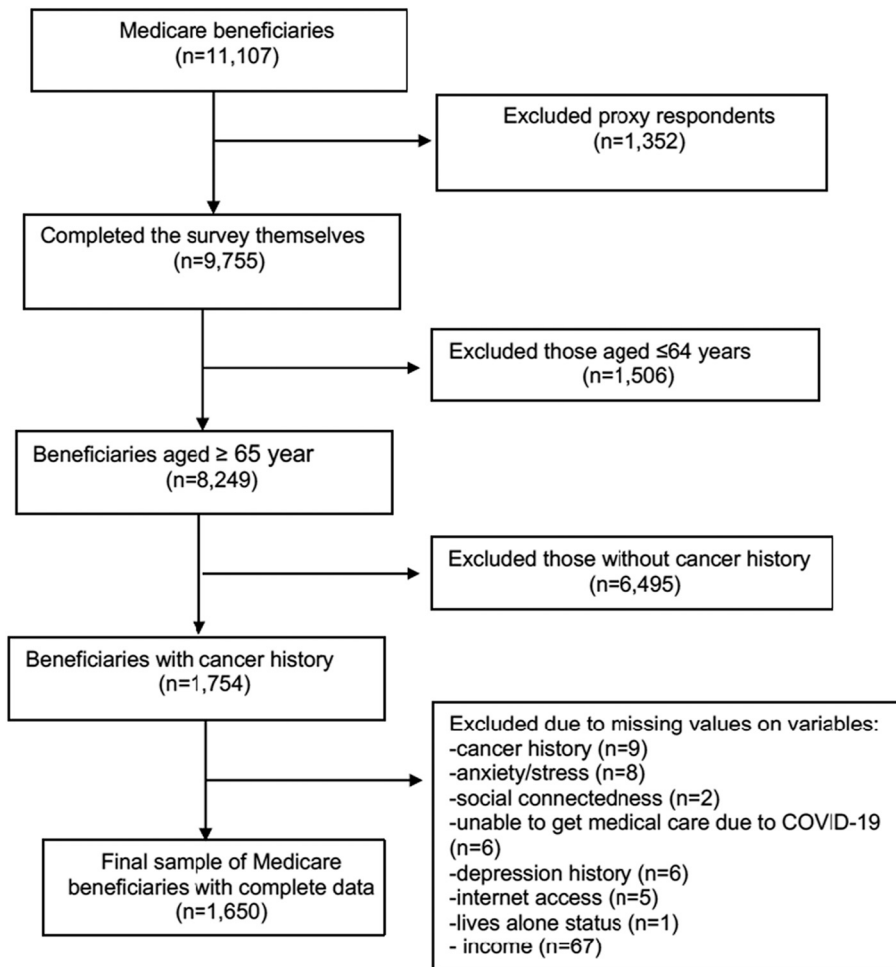 Medicare beneficiaries
(n=11,107)
Excluded proxy respondents
(n=1,352)
Completed the survey themselves
(n=9,755)
Excluded those aged ≤64 years
(n=1,506)
Beneficiaries aged ≥ 65 year
(n=8,249)
Excluded those without cancer history
(n=6,495)
Beneficiaries with cancer history
(n=1,754)
Excluded due to missing values on variables:
-cancer history (n=9)
-anxiety/stress (n=8)
-social connectedness (n=2)
-unable to get medical care due to COVID-19
(n=6)
-depression history (n=6)
-internet access (n=5)
-lives alone status (n=1)
- income (n=67)
Final sample of Medicare
beneficiaries with complete data
(n=1,650)